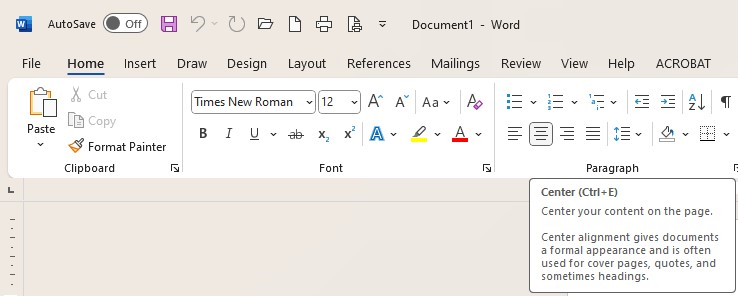 AutoSave Off Document1 - Word
File Home Insert Draw Design Layout References Mailings Review View Help ACROBAT
Paste
Cut
Copy
Format Painter
Clipboard
Times New Roman 12 Aa
B I U ab x₂ x² A A
Font
Paragraph
Center (Ctrl+E)
Center your content on the page.
Center alignment gives documents
a formal appearance and is often
used for cover pages, quotes, and
sometimes headings.